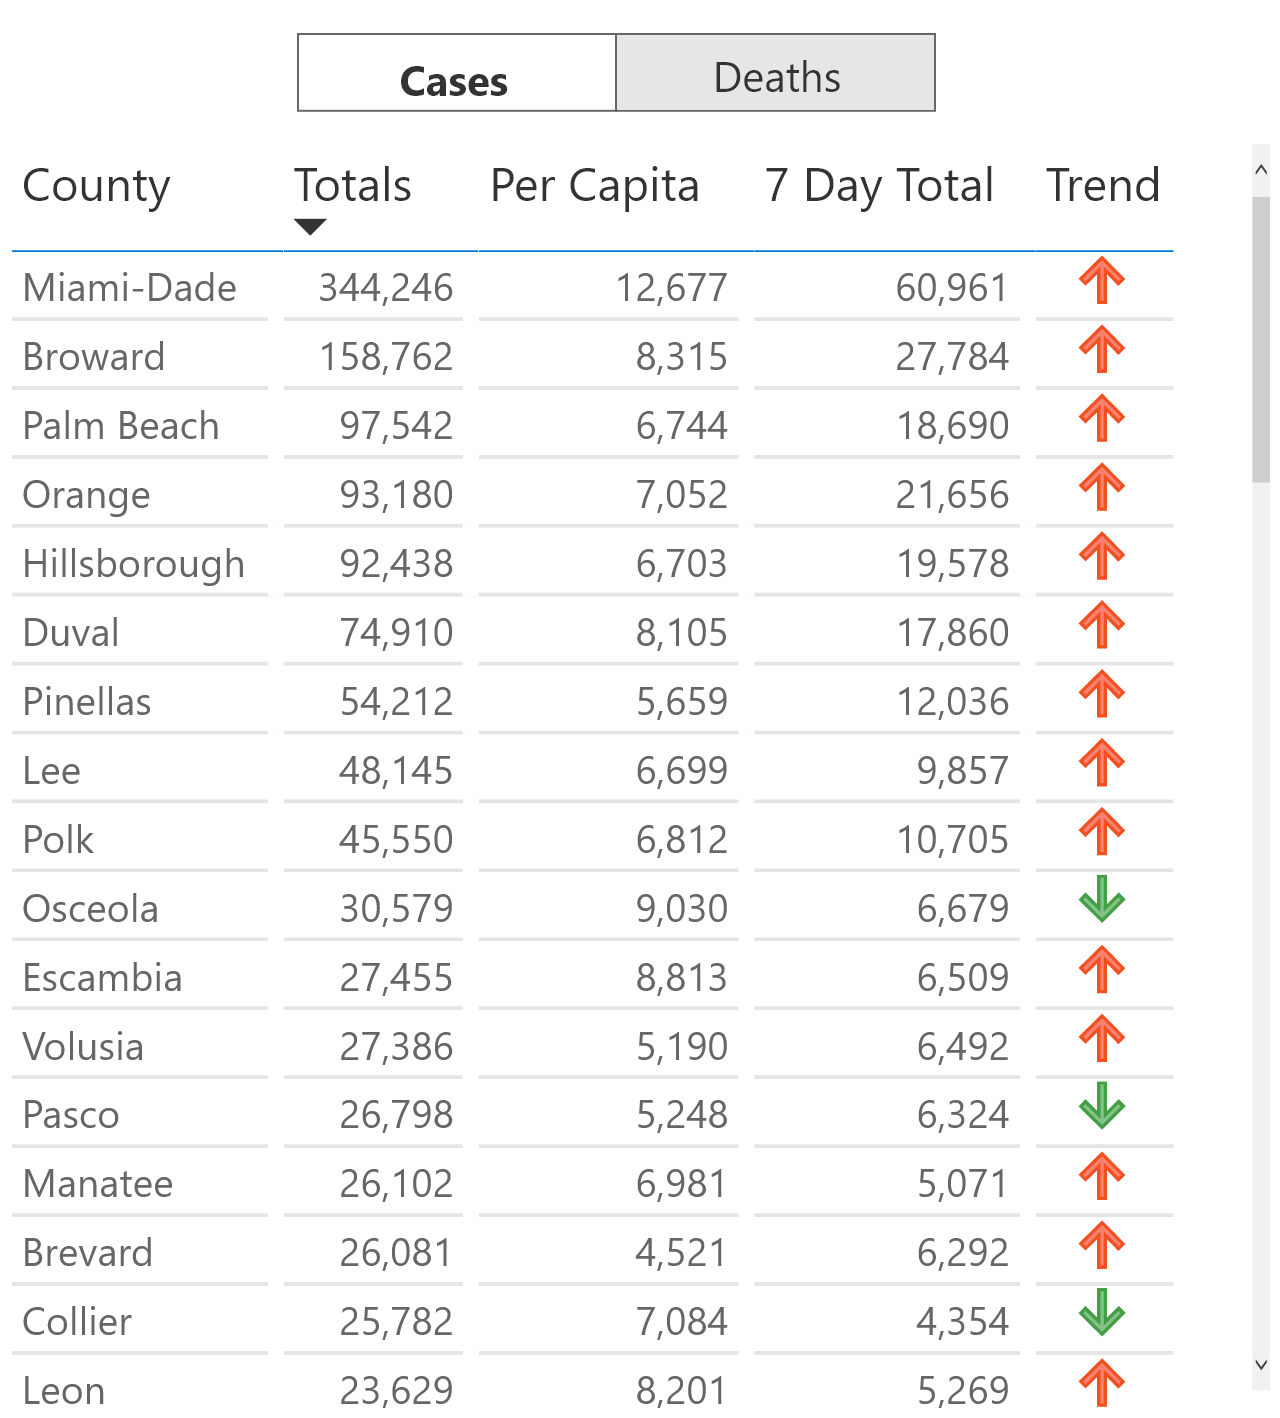 Cases Deaths
County Totals Per Capita 7 Day Total Trend
Miami-Dade 344,246 12,677 60,961
Broward 158,762 8,315 27,784
Palm Beach 97,542 6,744 18,690
Orange 93,180 7,052 21,656
Hillsborough 92,438 6,703 19,578
Duval 74,910 8,105 17,860
Pinellas 54,212 5,659 12,036
Lee 48,145 6,699 9,857
Polk 45,550 6,812 10,705
Osceola 30,579 9,030 6,679
Escambia 27,455 8,813 6,509
Volusia 27,386 5,190 6,492
Pasco 26,798 5,248 6,324
Manatee 26,102 6,981 5,071
Brevard 26,081 4,521 6,292
Collier 25,782 7,084 4,354
Leon 23,629 8,201 5,269